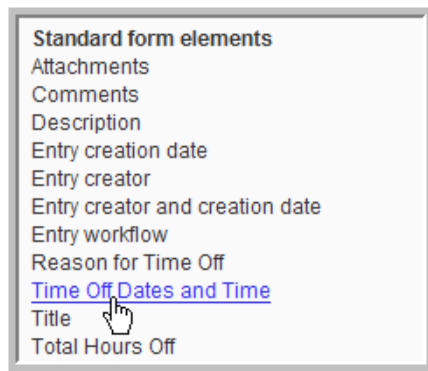 Standard form elements
Attachments
Comments
Description
Entry creation date
Entry creator
Entry creator and creation date
Entry workflow
Reason for Time Off
Time Off Dates and Time
Title
Total Hours Off